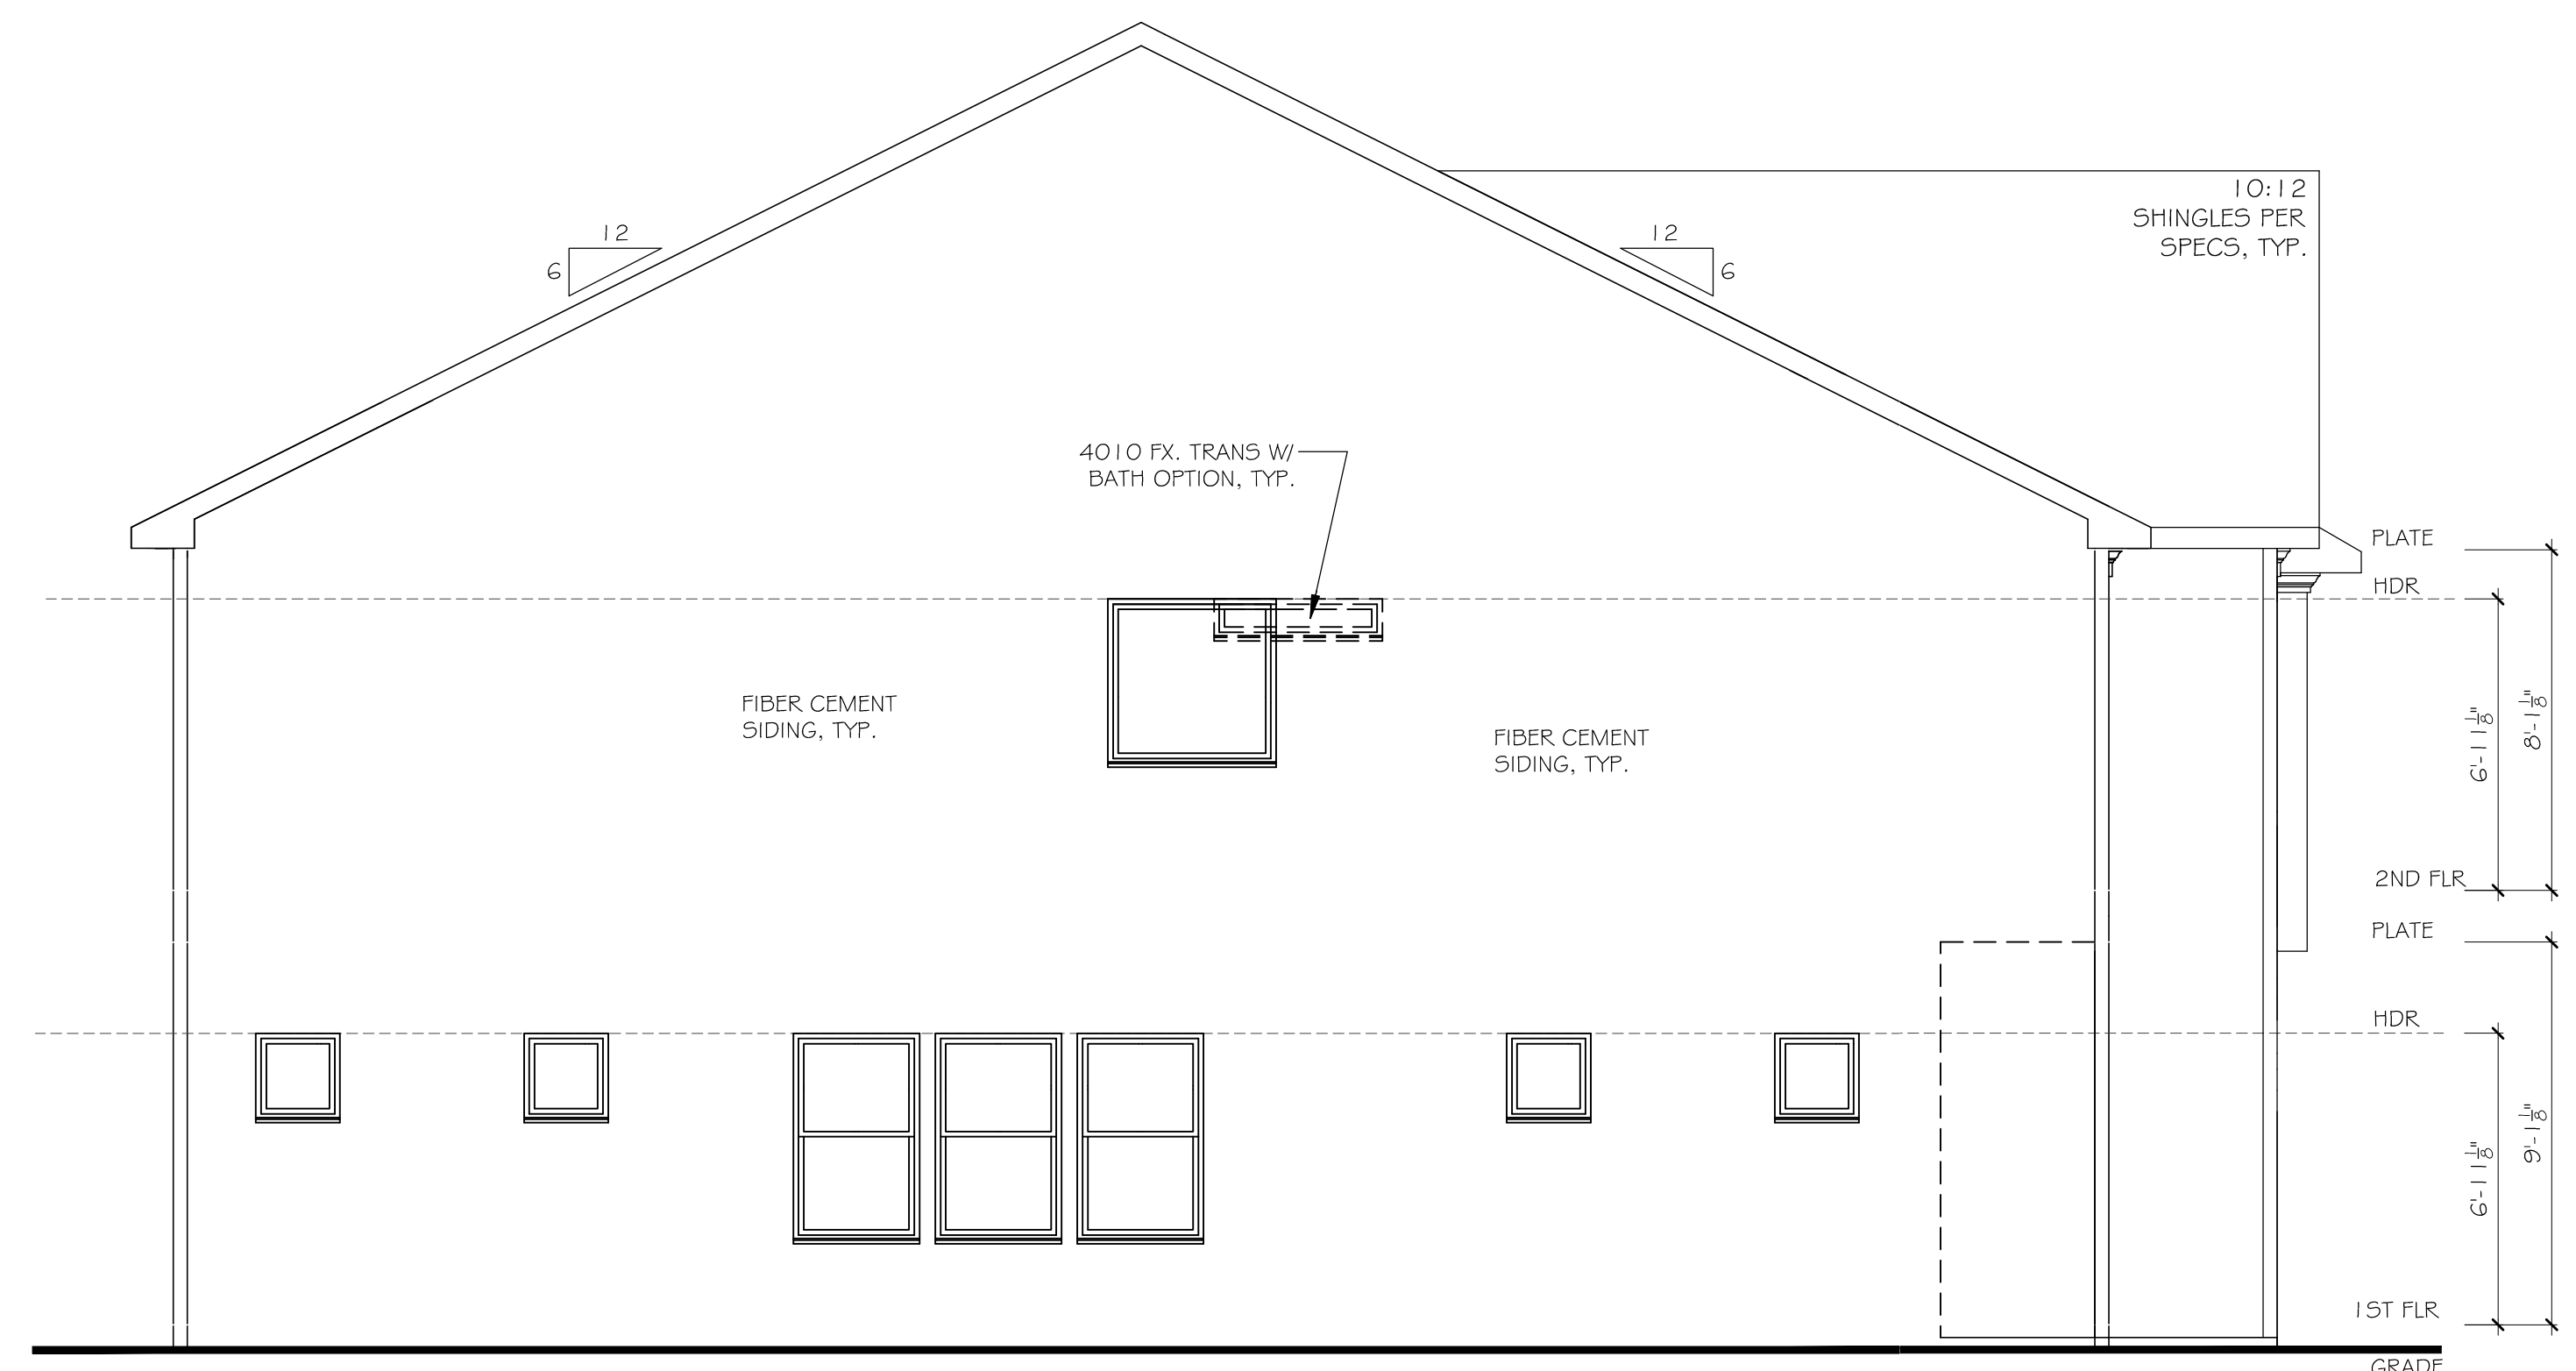 10:12
SHINGLES PER
SPECS, TYP.
12
6
12
6
4010 FX. TRANS W/
BATH OPTION, TYP.
PLATE
HDR
FIBER CEMENT
SIDING, TYP.
FIBER CEMENT
SIDING, TYP.
6'-11 1/8"
8'-1 1/8"
2ND FLR
PLATE
HDR
6'-11 1/8"
9'-1 1/8"
1ST FLR
GRADE